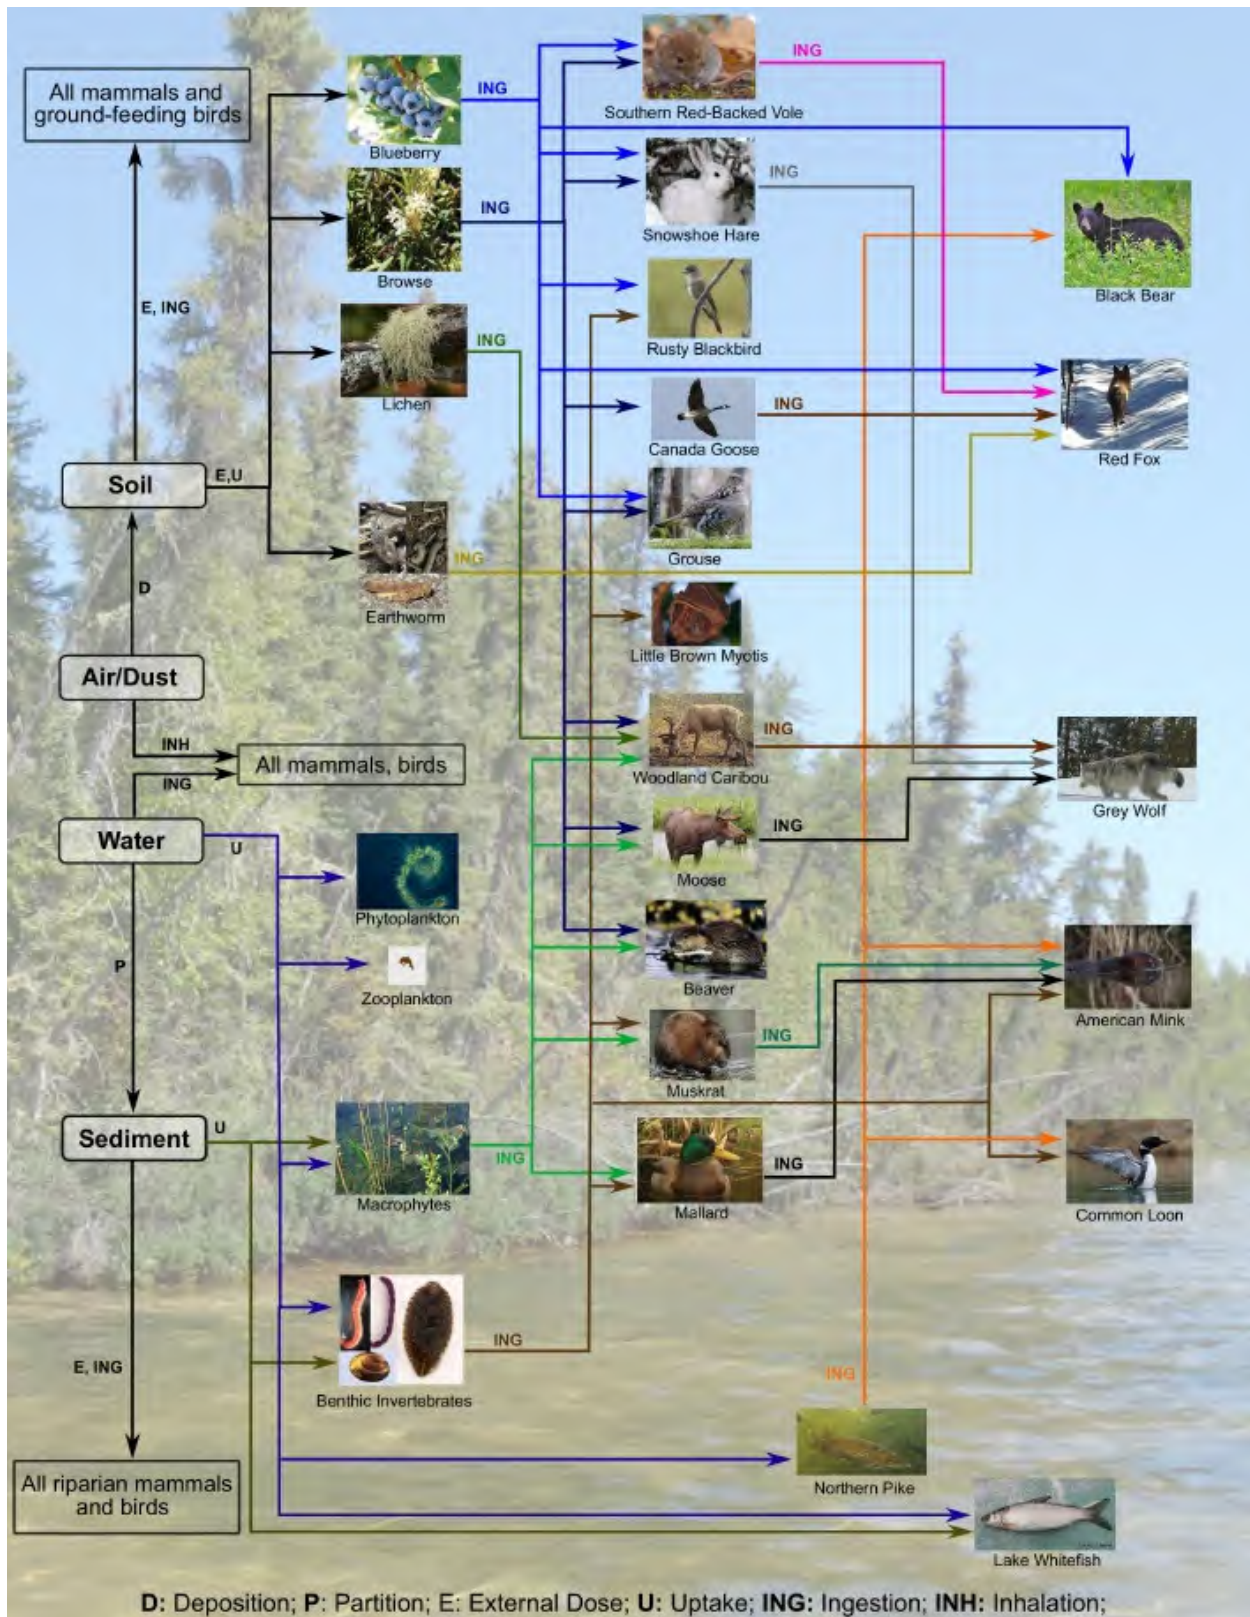 All mammals and
ground-feeding birds
E, ING
Soil
E,U
D
Air/Dust
INH
All mammals, birds
ING
Water
U
P
Sediment
U
E, ING
All riparian mammals
and birds
Blueberry
ING
Browse
ING
Lichen
ING
Earthworm
ING
Phytoplankton
Zooplankton
Macrophytes
ING
Benthic Invertebrates
ING
Southern Red-Backed Vole
ING
Snowshoe Hare
ING
Rusty Blackbird
Canada Goose
ING
Grouse
Little Brown Myotis
Woodland Caribou
ING
Moose
ING
Beaver
Muskrat
ING
Mallard
ING
Northern Pike
ING
Lake Whitefish
Black Bear
Red Fox
Grey Wolf
American Mink
Common Loon
D: Deposition; P: Partition; E: External Dose; U: Uptake; ING: Ingestion; INH: Inhalation;